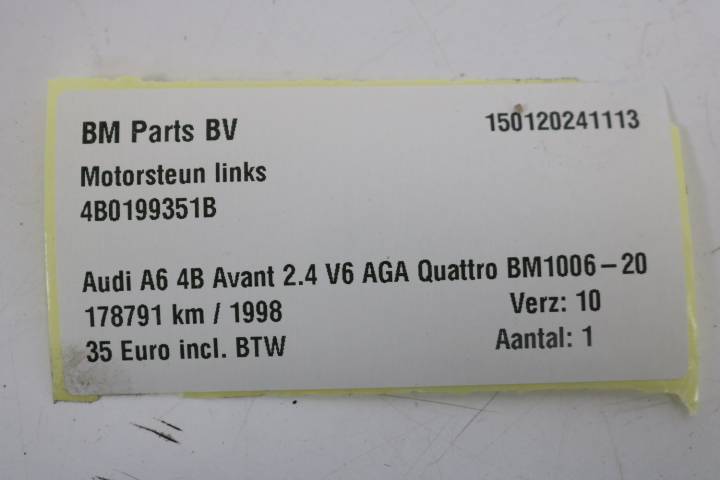 BM Parts BV 150120241113
Motorsteun links
4B0199351B
Audi A6 4B Avant 2.4 V6 AGA Quattro BM1006-20
178791 km / 1998 Verz: 10
35 Euro incl. BTW Aantal: 1